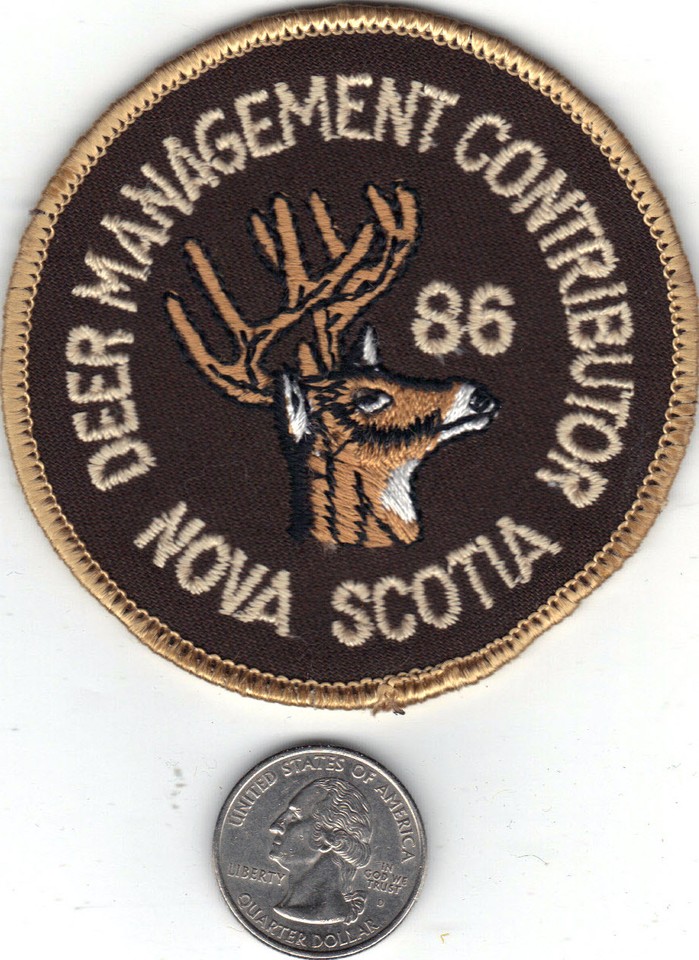 DEER MANAGEMENT CONTRIBUTOR
86
NOVA SCOTIA
UNITED STATES OF AMERICA
LIBERTY
IN
GOD WE
TRUST
D
QUARTER DOLLAR